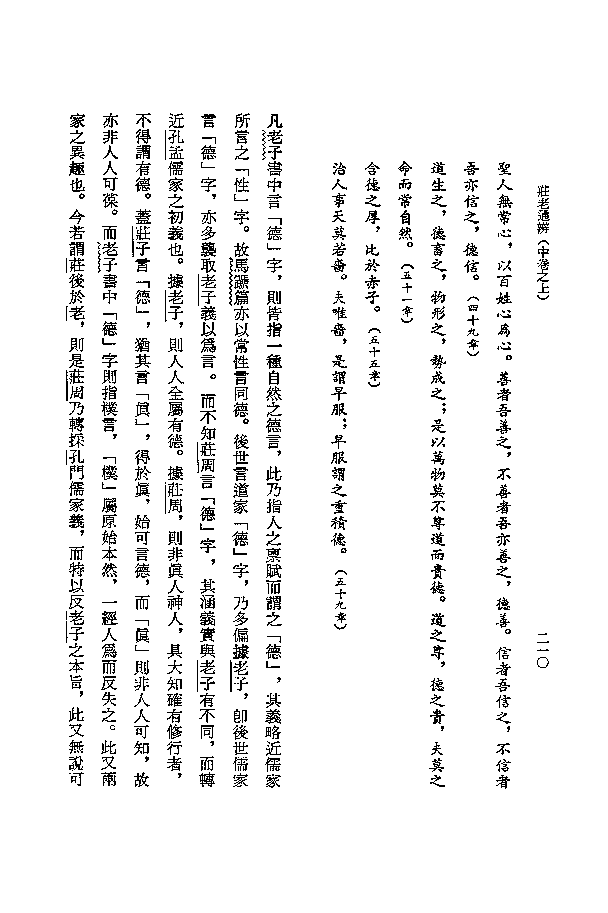 莊老通辨（中卷之上）
二一〇
聖人無常心，以百姓心為心。善者吾善之，不善者吾亦善之，德善。信者吾信之，不信者
吾亦信之，德信。（四十九章）
道生之，德畜之，物形之，勢成之；是以萬物莫不尊道而貴德。道之尊，德之貴，夫莫之
命而常自然。（五十一章）
含德之厚，比於赤子。（五十五章）
治人事天莫若嗇。夫唯嗇，是謂早服；早服謂之重積德。（五十九章）
凡老子書中言「德」字，則皆指一種自然之德言，此乃指人之稟賦而謂之「德」，其義略近儒家
所言之「性」字。故馬蹄篇亦以常性言同德。後世言道家「德」字，乃多偏據老子，卽後世儒家
言「德」字，亦多襲取老子義以爲言。而不知莊周言「德」字，其涵義實與老子有不同，而轉
近孔孟儒家之初義也。據老子，則人人全屬有德。據莊周，則非眞人神人，具大知確有修行者，
不得謂有德。蓋莊子言「德」，猶其言「眞」，得於眞，始可言德，而「眞」則非人人可知，故
亦非人人可葆。而老子書中「德」字則指樸言，「樸」屬原始本然，一經人爲而反失之。此又兩
家之異趣也。今若謂莊後於老，則是莊周乃轉採孔門儒家義，而特以反老子之本旨，此又無說可